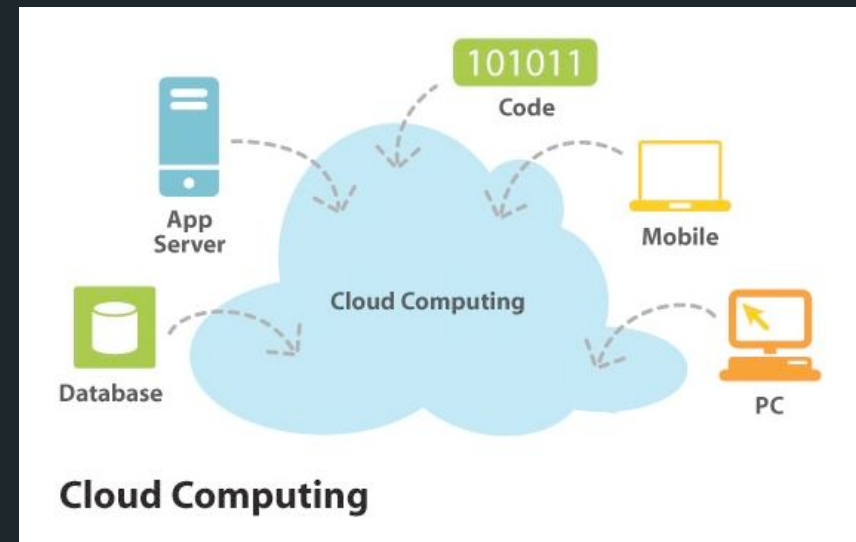 101011
Code
App
Server
Mobile
Cloud Computing
Database
PC
Cloud Computing